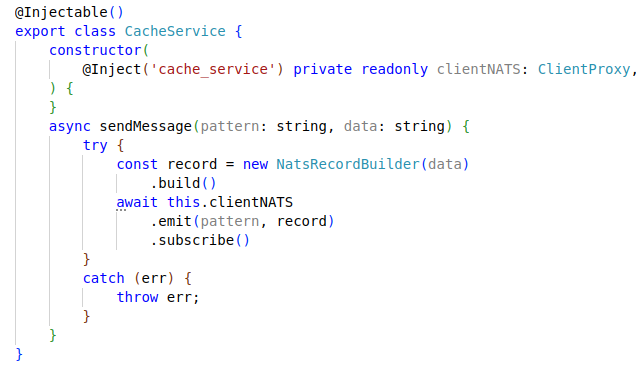 @Injectable()
export class CacheService {
    constructor(
        @Inject('cache_service') private readonly clientNATS: ClientProxy,
    ) {
    }
    async sendMessage(pattern: string, data: string) {
        try {
            const record = new NatsRecordBuilder(data)
                .build()
            await this.clientNATS
                .emit(pattern, record)
                .subscribe()
        }
        catch (err) {
            throw err;
        }
    }
}